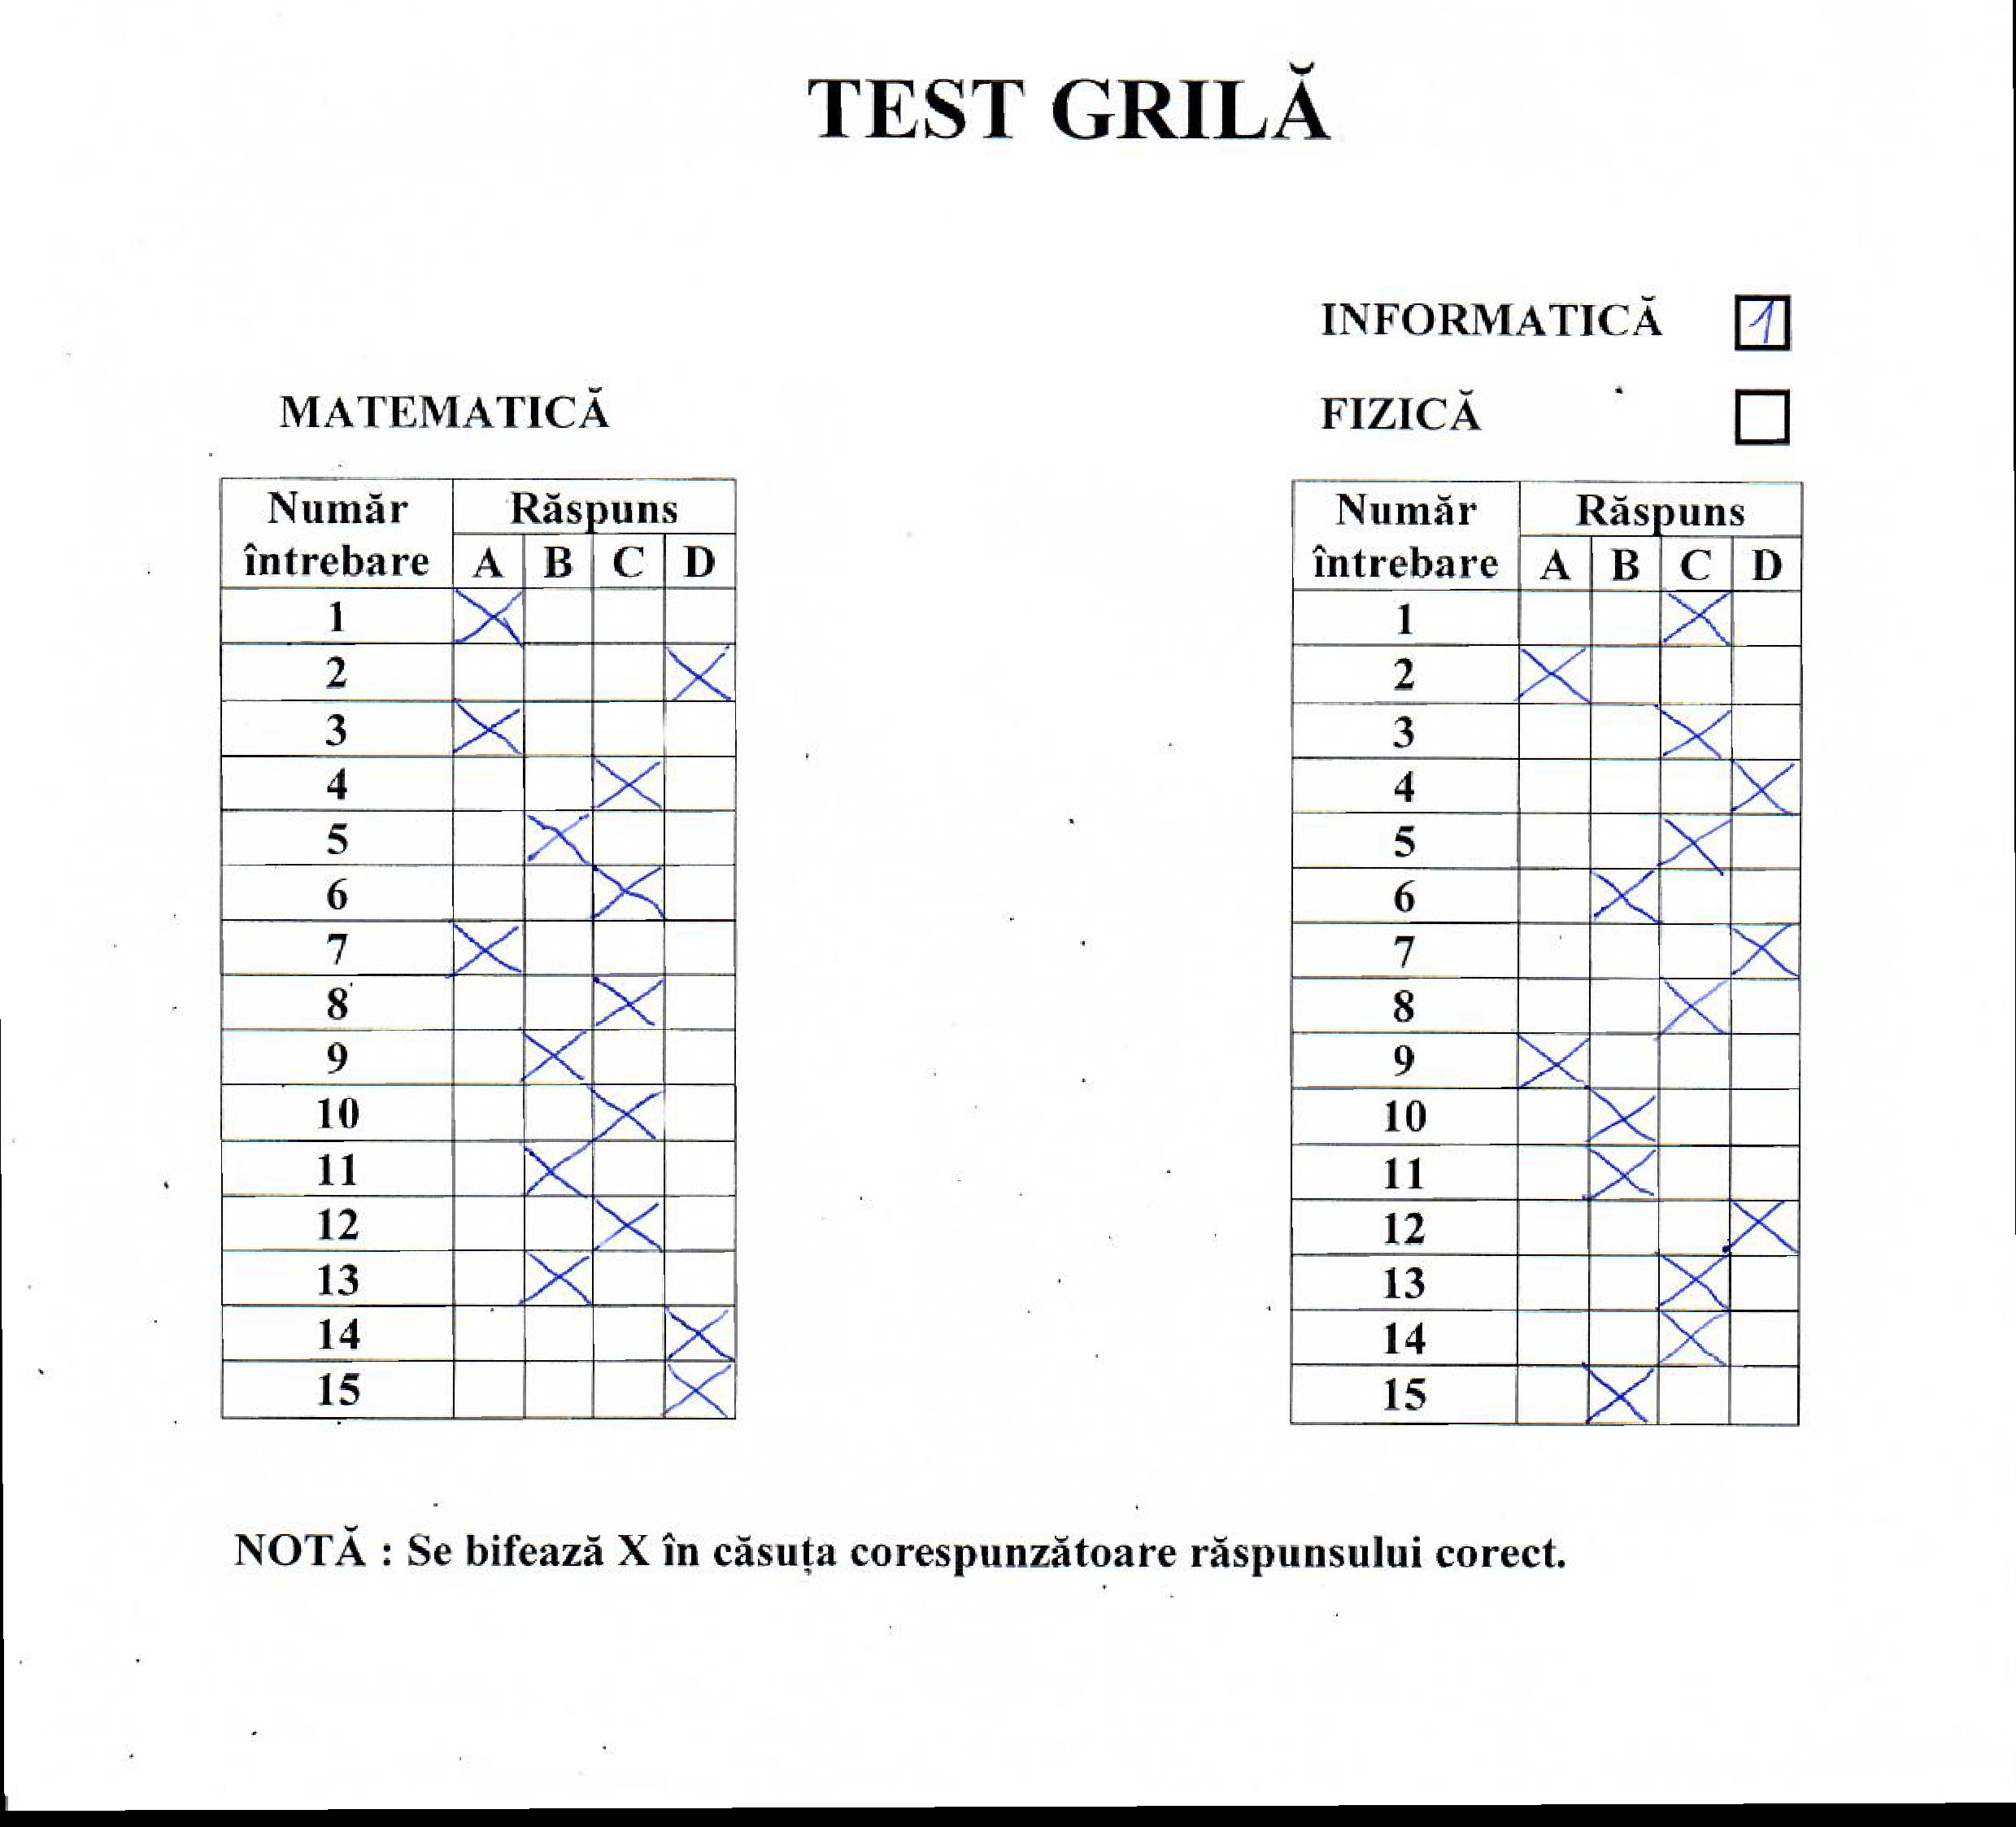 TEST GRILĂ
INFORMATICĂ 1
FIZICĂ
MATEMATICĂ
Număr întrebare Răspuns
A B C D
1 X
2 X
3 X
4 X
5 X
6 X
7 X
8 X
9 X
10 X
11 X
12 X
13 X
14 X
15 X
Număr întrebare Răspuns
A B C D
1 X
2 X
3 X
4 X
5 X
6 X
7 X
8 X
9 X
10 X
11 X
12 X
13 X
14 X
15 X
NOTĂ : Se bifează X în căsuța corespunzătoare răspunsului corect.